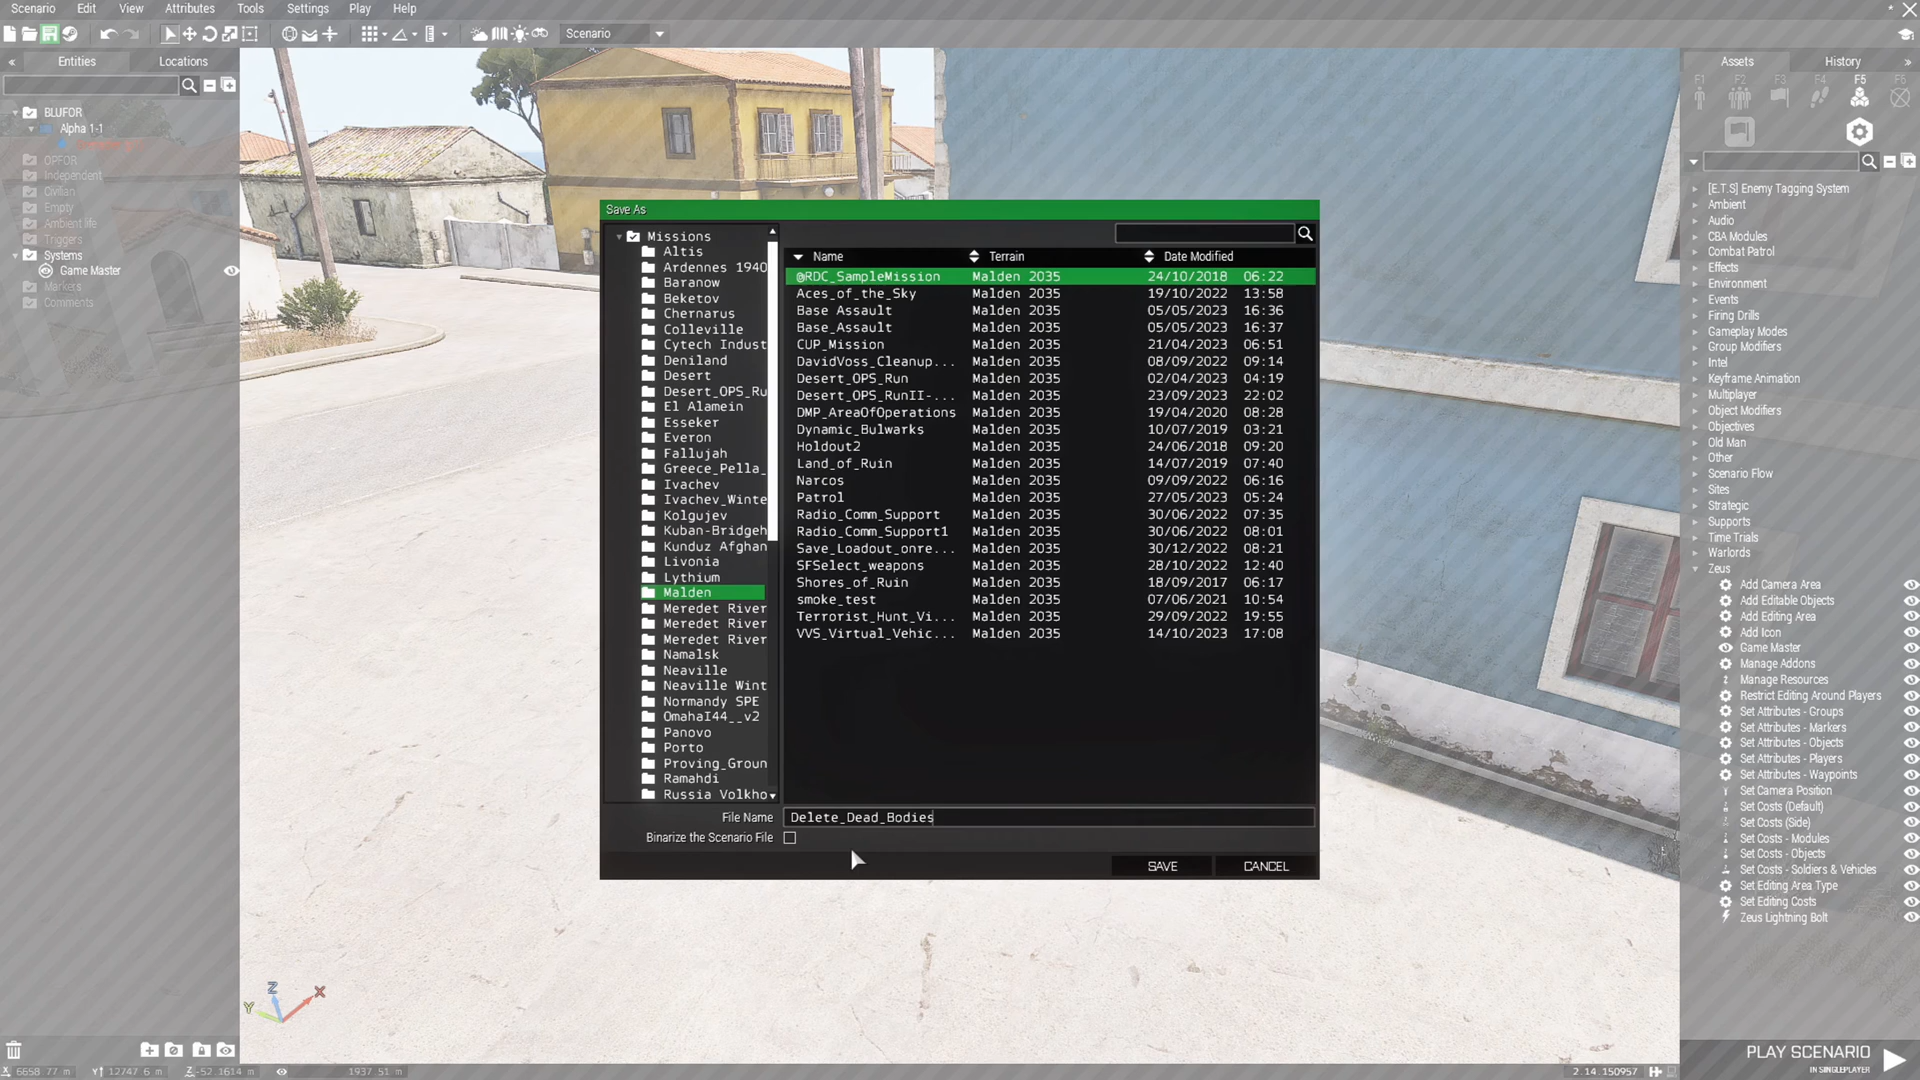 Scenario Edit View Attributes Tools Settings Play Help
Scenario
Entities Locations
BLUFOR
Alpha 1-1
OPFOR
Independent
Civilian
Empty
Ambient life
Triggers
Systems
Game Master
Markers
Comments
Save As
Missions
Altis
Ardennes 1940
Baranow
Beketov
Chernarus
Colleville
Cytech Indust
Deniland
Desert
Desert_OPS_Ru
El Alamein
Esseker
Everon
Fallujah
Greece_Pella_
Ivachev
Ivachev_Winte
Kolgujev
Kuban-Bridgeh
Kunduz Afghan
Livonia
Lythium
Malden
Meredet River
Meredet River
Meredet River
Namalsk
Neaville
Neaville Wint
Normandy SPE
OmahaI44__v2
Panovo
Porto
Proving_Groun
Ramahdi
Russia Volkho
Name Terrain Date Modified
@RDC_SampleMission Malden 2035 24/10/2018 06:22
Aces_of_the_Sky Malden 2035 19/10/2022 13:58
Base Assault Malden 2035 05/05/2023 16:36
Base_Assault Malden 2035 05/05/2023 16:37
CUP_Mission Malden 2035 21/04/2023 06:51
DavidVoss_Cleanup... Malden 2035 08/09/2022 09:14
Desert_OPS_Run Malden 2035 02/04/2023 04:19
Desert_OPS_RunII-... Malden 2035 23/09/2023 22:02
DMP_AreaOfOperations Malden 2035 19/04/2020 08:28
Dynamic_Bulwarks Malden 2035 10/07/2019 03:21
Holdout2 Malden 2035 24/06/2018 09:20
Land_of_Ruin Malden 2035 14/07/2019 07:40
Narcos Malden 2035 09/09/2022 06:16
Patrol Malden 2035 27/05/2023 05:24
Radio_Comm_Support Malden 2035 30/06/2022 07:35
Radio_Comm_Support1 Malden 2035 30/06/2022 08:01
Save_Loadout_onre... Malden 2035 30/12/2022 08:21
SFSelect_weapons Malden 2035 28/10/2022 12:40
Shores_of_Ruin Malden 2035 18/09/2017 06:17
smoke_test Malden 2035 07/06/2021 10:54
Terrorist_Hunt_Vi... Malden 2035 29/09/2022 19:55
VVS_Virtual_Vehic... Malden 2035 14/10/2023 17:08
File Name Delete_Dead_Bodies
Binarize the Scenario File
SAVE CANCEL
Assets History
F1 F2 F3 F4 F5 F6
[E.T.S] Enemy Tagging System
Ambient
Audio
CBA Modules
Combat Patrol
Effects
Environment
Events
Firing Drills
Gameplay Modes
Group Modifiers
Intel
Keyframe Animation
Multiplayer
Object Modifiers
Objectives
Old Man
Other
Scenario Flow
Sites
Strategic
Supports
Time Trials
Warlords
Zeus
Add Camera Area
Add Editable Objects
Add Editing Area
Add Icon
Game Master
Manage Addons
Manage Resources
Restrict Editing Around Players
Set Attributes - Groups
Set Attributes - Markers
Set Attributes - Objects
Set Attributes - Players
Set Attributes - Waypoints
Set Camera Position
Set Costs (Default)
Set Costs (Side)
Set Costs - Modules
Set Costs - Objects
Set Costs - Soldiers & Vehicles
Set Editing Area Type
Set Editing Costs
Zeus Lightning Bolt
Z X Y
PLAY SCENARIO
IN SINGLEPLAYER
X 6658.77 m Y 12747.6 m Z -52.1614 m 1937.51 m 2.14.150957